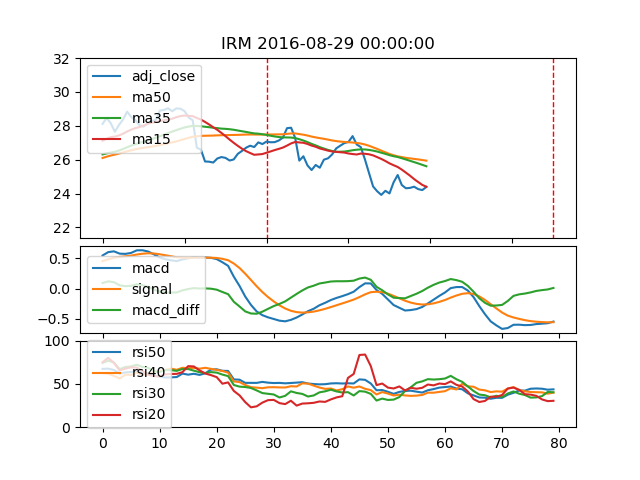 IRM 2016-08-29 00:00:00
32
30
28
26
24
22
adj_close
ma50
ma35
ma15
0.5
0.0
−0.5
macd
signal
macd_diff
100
50
0
rsi50
rsi40
rsi30
rsi20
0 10 20 30 40 50 60 70 80